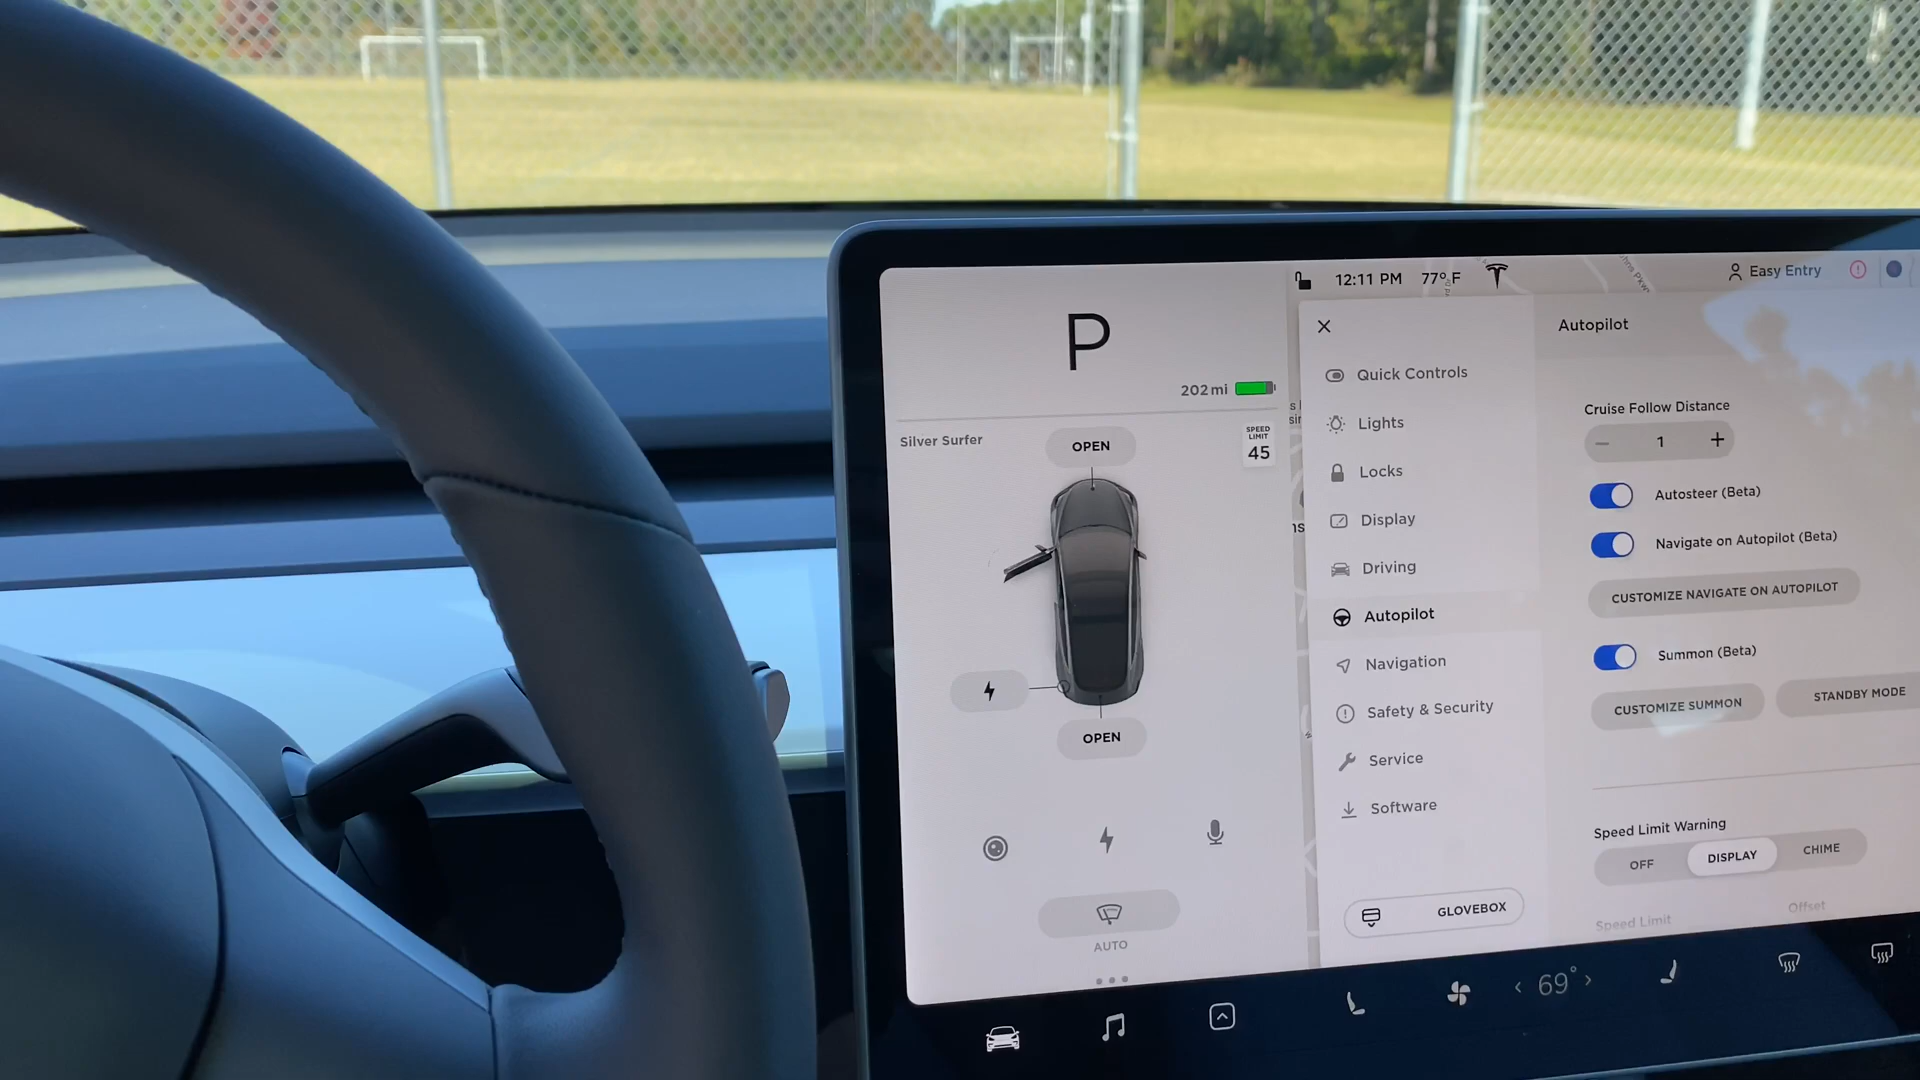 12:11 PM 77°F
Easy Entry
P
202 mi
Silver Surfer
SPEED
LIMIT
45
OPEN
OPEN
AUTO
Quick Controls
Lights
Locks
Display
Driving
Autopilot
Navigation
Safety & Security
Service
Software
GLOVEBOX
Autopilot
Cruise Follow Distance
− 1 +
Autosteer (Beta)
Navigate on Autopilot (Beta)
CUSTOMIZE NAVIGATE ON AUTOPILOT
Summon (Beta)
CUSTOMIZE SUMMON STANDBY MODE
Speed Limit Warning
OFF DISPLAY CHIME
Speed Limit Offset
< 69° >